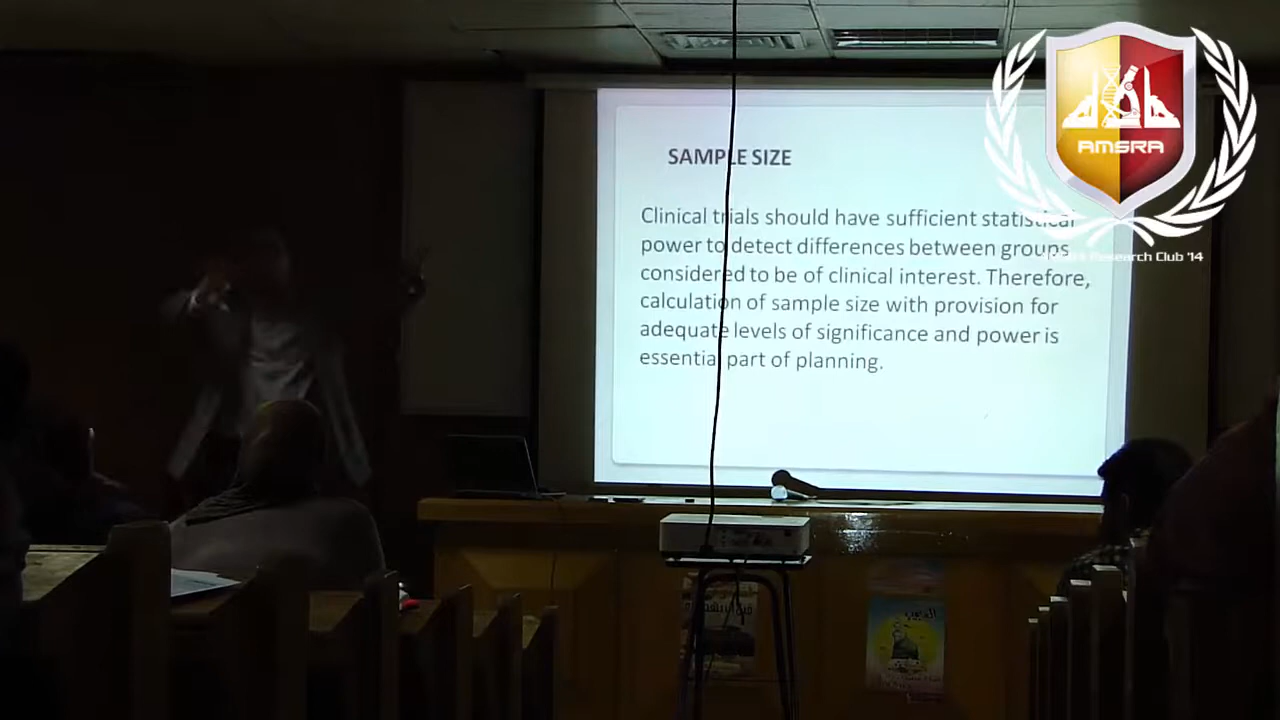 SAMPLE SIZE
Clinical trials should have sufficient statistical
power to detect differences between groups
considered to be of clinical interest. Therefore,
calculation of sample size with provision for
adequate levels of significance and power is
essential part of planning.
AMSRA
Research Club '14